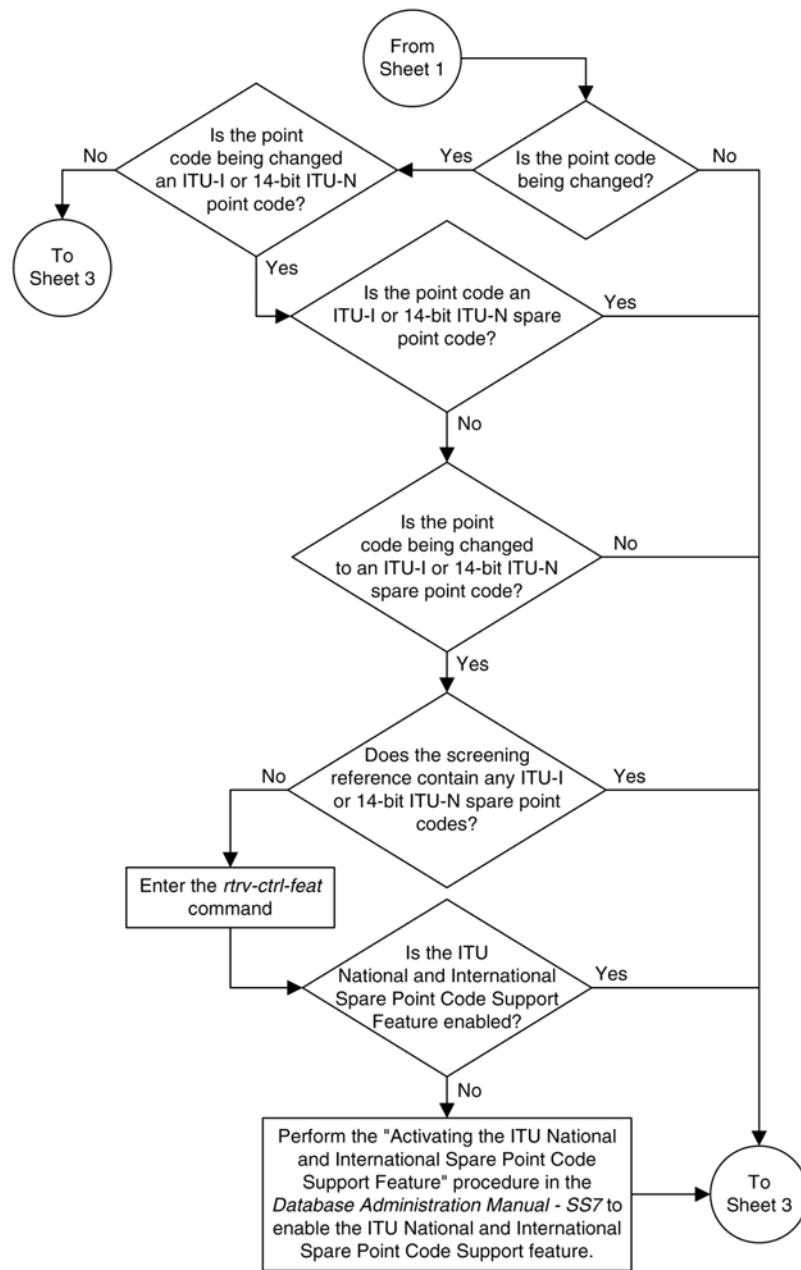 From
Sheet 1
Is the point
code being changed
an ITU-I or 14-bit ITU-N
point code?
No
Yes
Is the point code
being changed?
No
To
Sheet 3
Yes
Is the point code an
ITU-I or 14-bit ITU-N spare
point code?
Yes
No
Is the point
code being changed
to an ITU-I or 14-bit ITU-N
spare point code?
No
Yes
Does the screening
reference contain any ITU-I
or 14-bit ITU-N spare point
codes?
No
Yes
Enter the rtrv-ctrl-feat
command
Is the ITU
National and International
Spare Point Code Support
Feature enabled?
Yes
No
Perform the "Activating the ITU National
and International Spare Point Code
Support Feature" procedure in the
Database Administration Manual - SS7 to
enable the ITU National and International
Spare Point Code Support feature.
To
Sheet 3